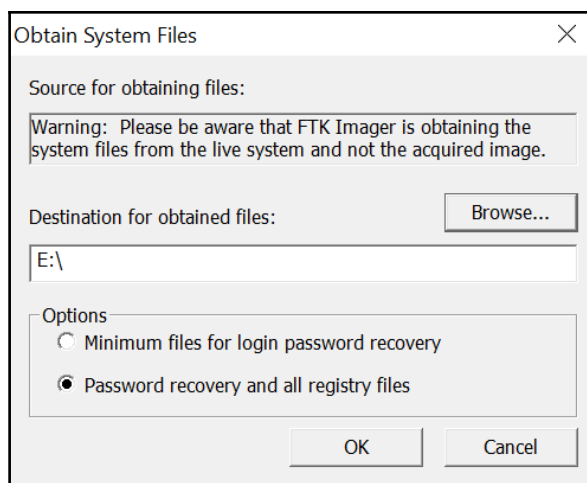 Obtain System Files
Source for obtaining files:
Warning:  Please be aware that FTK Imager is obtaining the
system files from the live system and not the acquired image.
Destination for obtained files:
Browse...
E:\
Options
Minimum files for login password recovery
Password recovery and all registry files
OK
Cancel